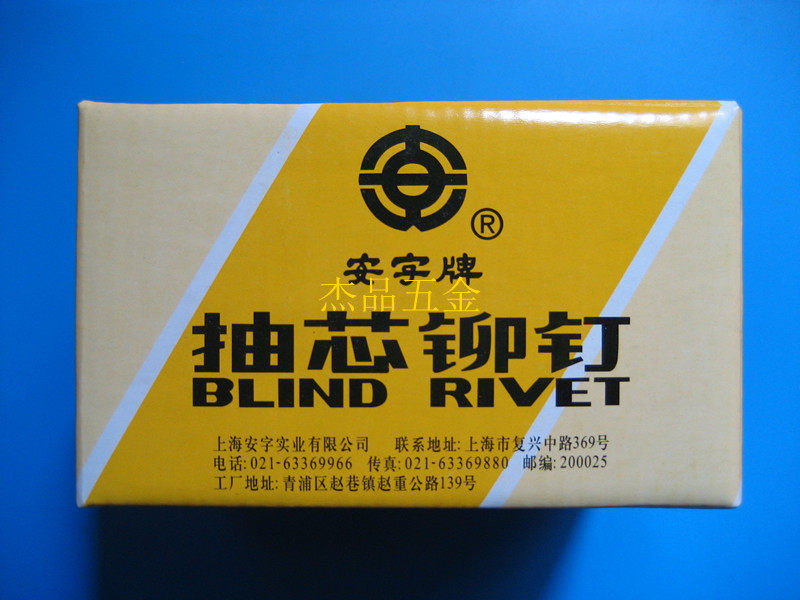 ®
安字牌
杰品五金
抽芯铆钉
BLIND RIVET
上海安字实业有限公司 联系地址:上海市复兴中路369号
电话:021-63369966 传真:021-63369880 邮编:200025
工厂地址:青浦区赵巷镇赵重公路139号